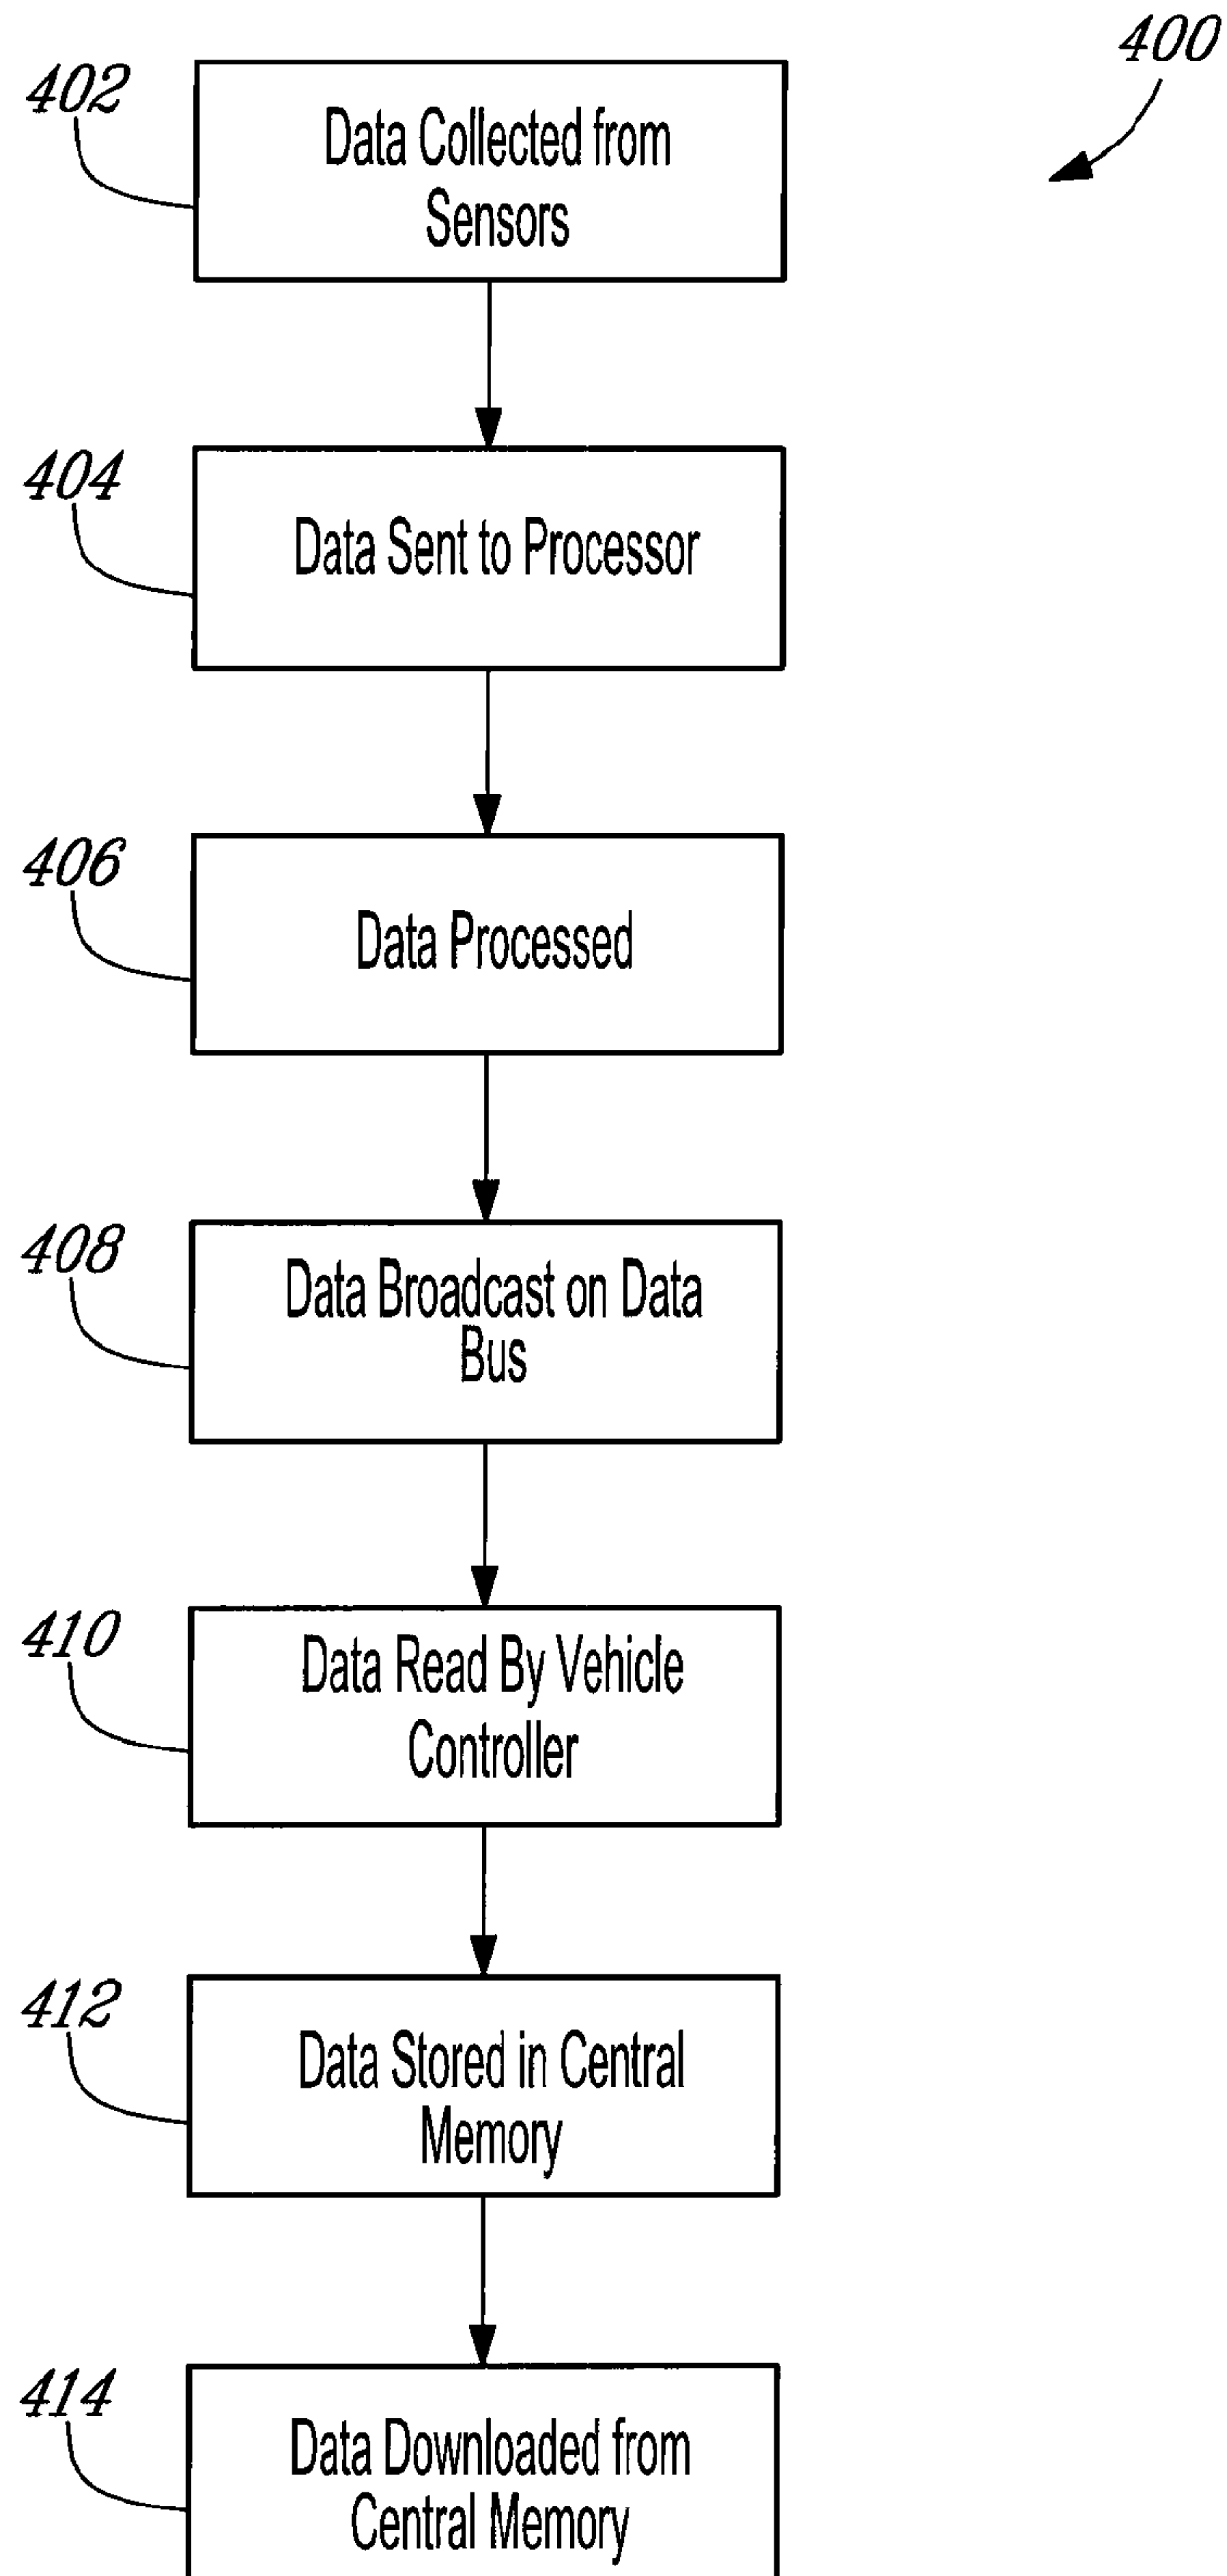 400
402
Data Collected from
Sensors
404
Data Sent to Processor
406
Data Processed
408
Data Broadcast on Data
Bus
410
Data Read By Vehicle
Controller
412
Data Stored in Central
Memory
414
Data Downloaded from
Central Memory